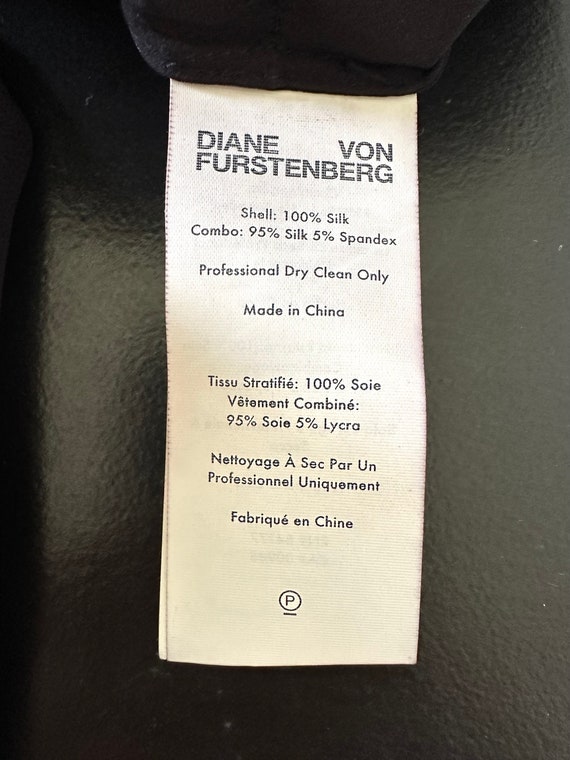 DIANE VON
FURSTENBERG
Shell: 100% Silk
Combo: 95% Silk 5% Spandex
Professional Dry Clean Only
Made in China
Tissu Stratifié: 100% Soie
Vêtement Combiné:
95% Soie 5% Lycra
Nettoyage À Sec Par Un
Professionnel Uniquement
Fabriqué en Chine
P